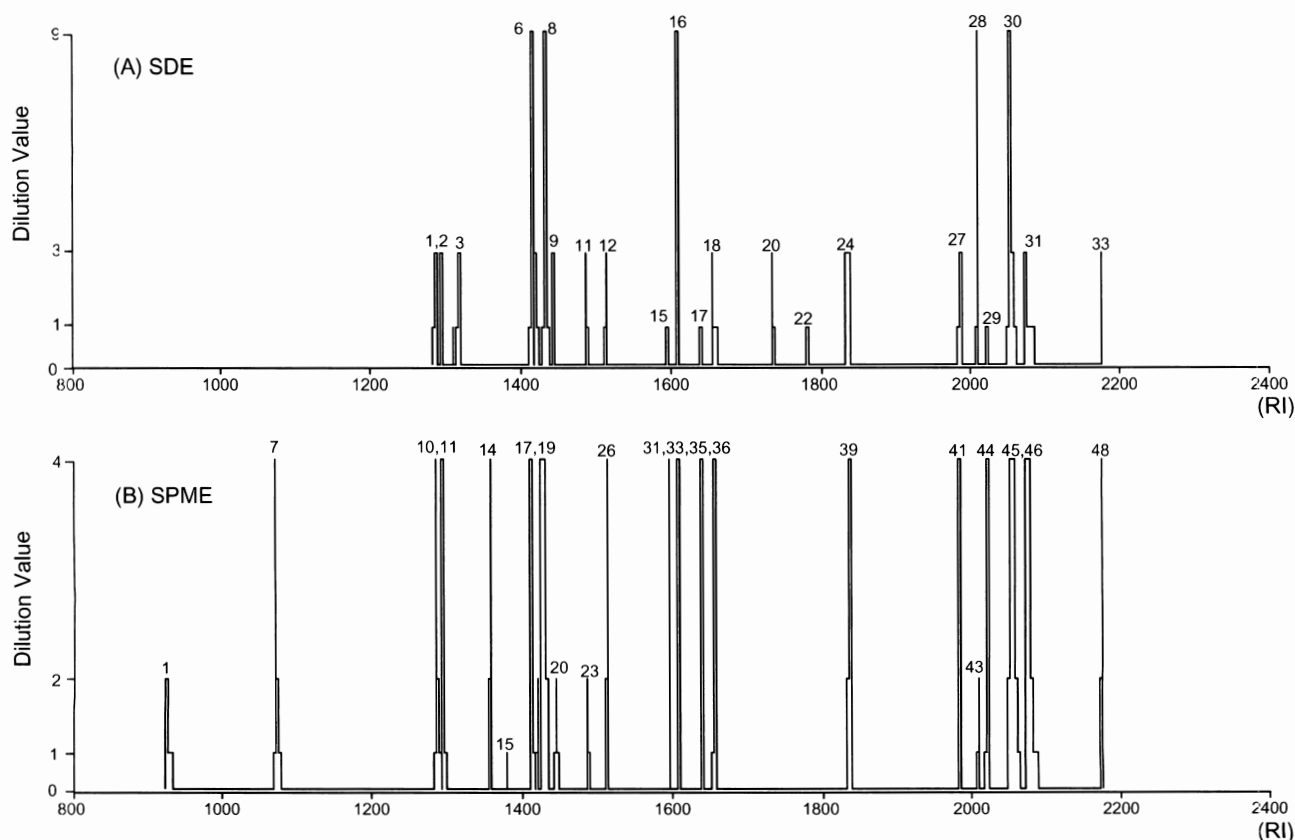 6 8 16 28 30
9
(A) SDE
Dilution Value
3
1,2 3 9 11 12 18 20 24 27 31 33
1
15 17 22 29
0
800 1000 1200 1400 1600 1800 2000 2200 2400
(RI)
7 10,11 14 17,19 26 31,33,35,36 39 41 44 45,46 48
4
(B) SPME
Dilution Value
1 20 23 43
2
15
1
0
800 1000 1200 1400 1600 1800 2000 2200 2400
(RI)